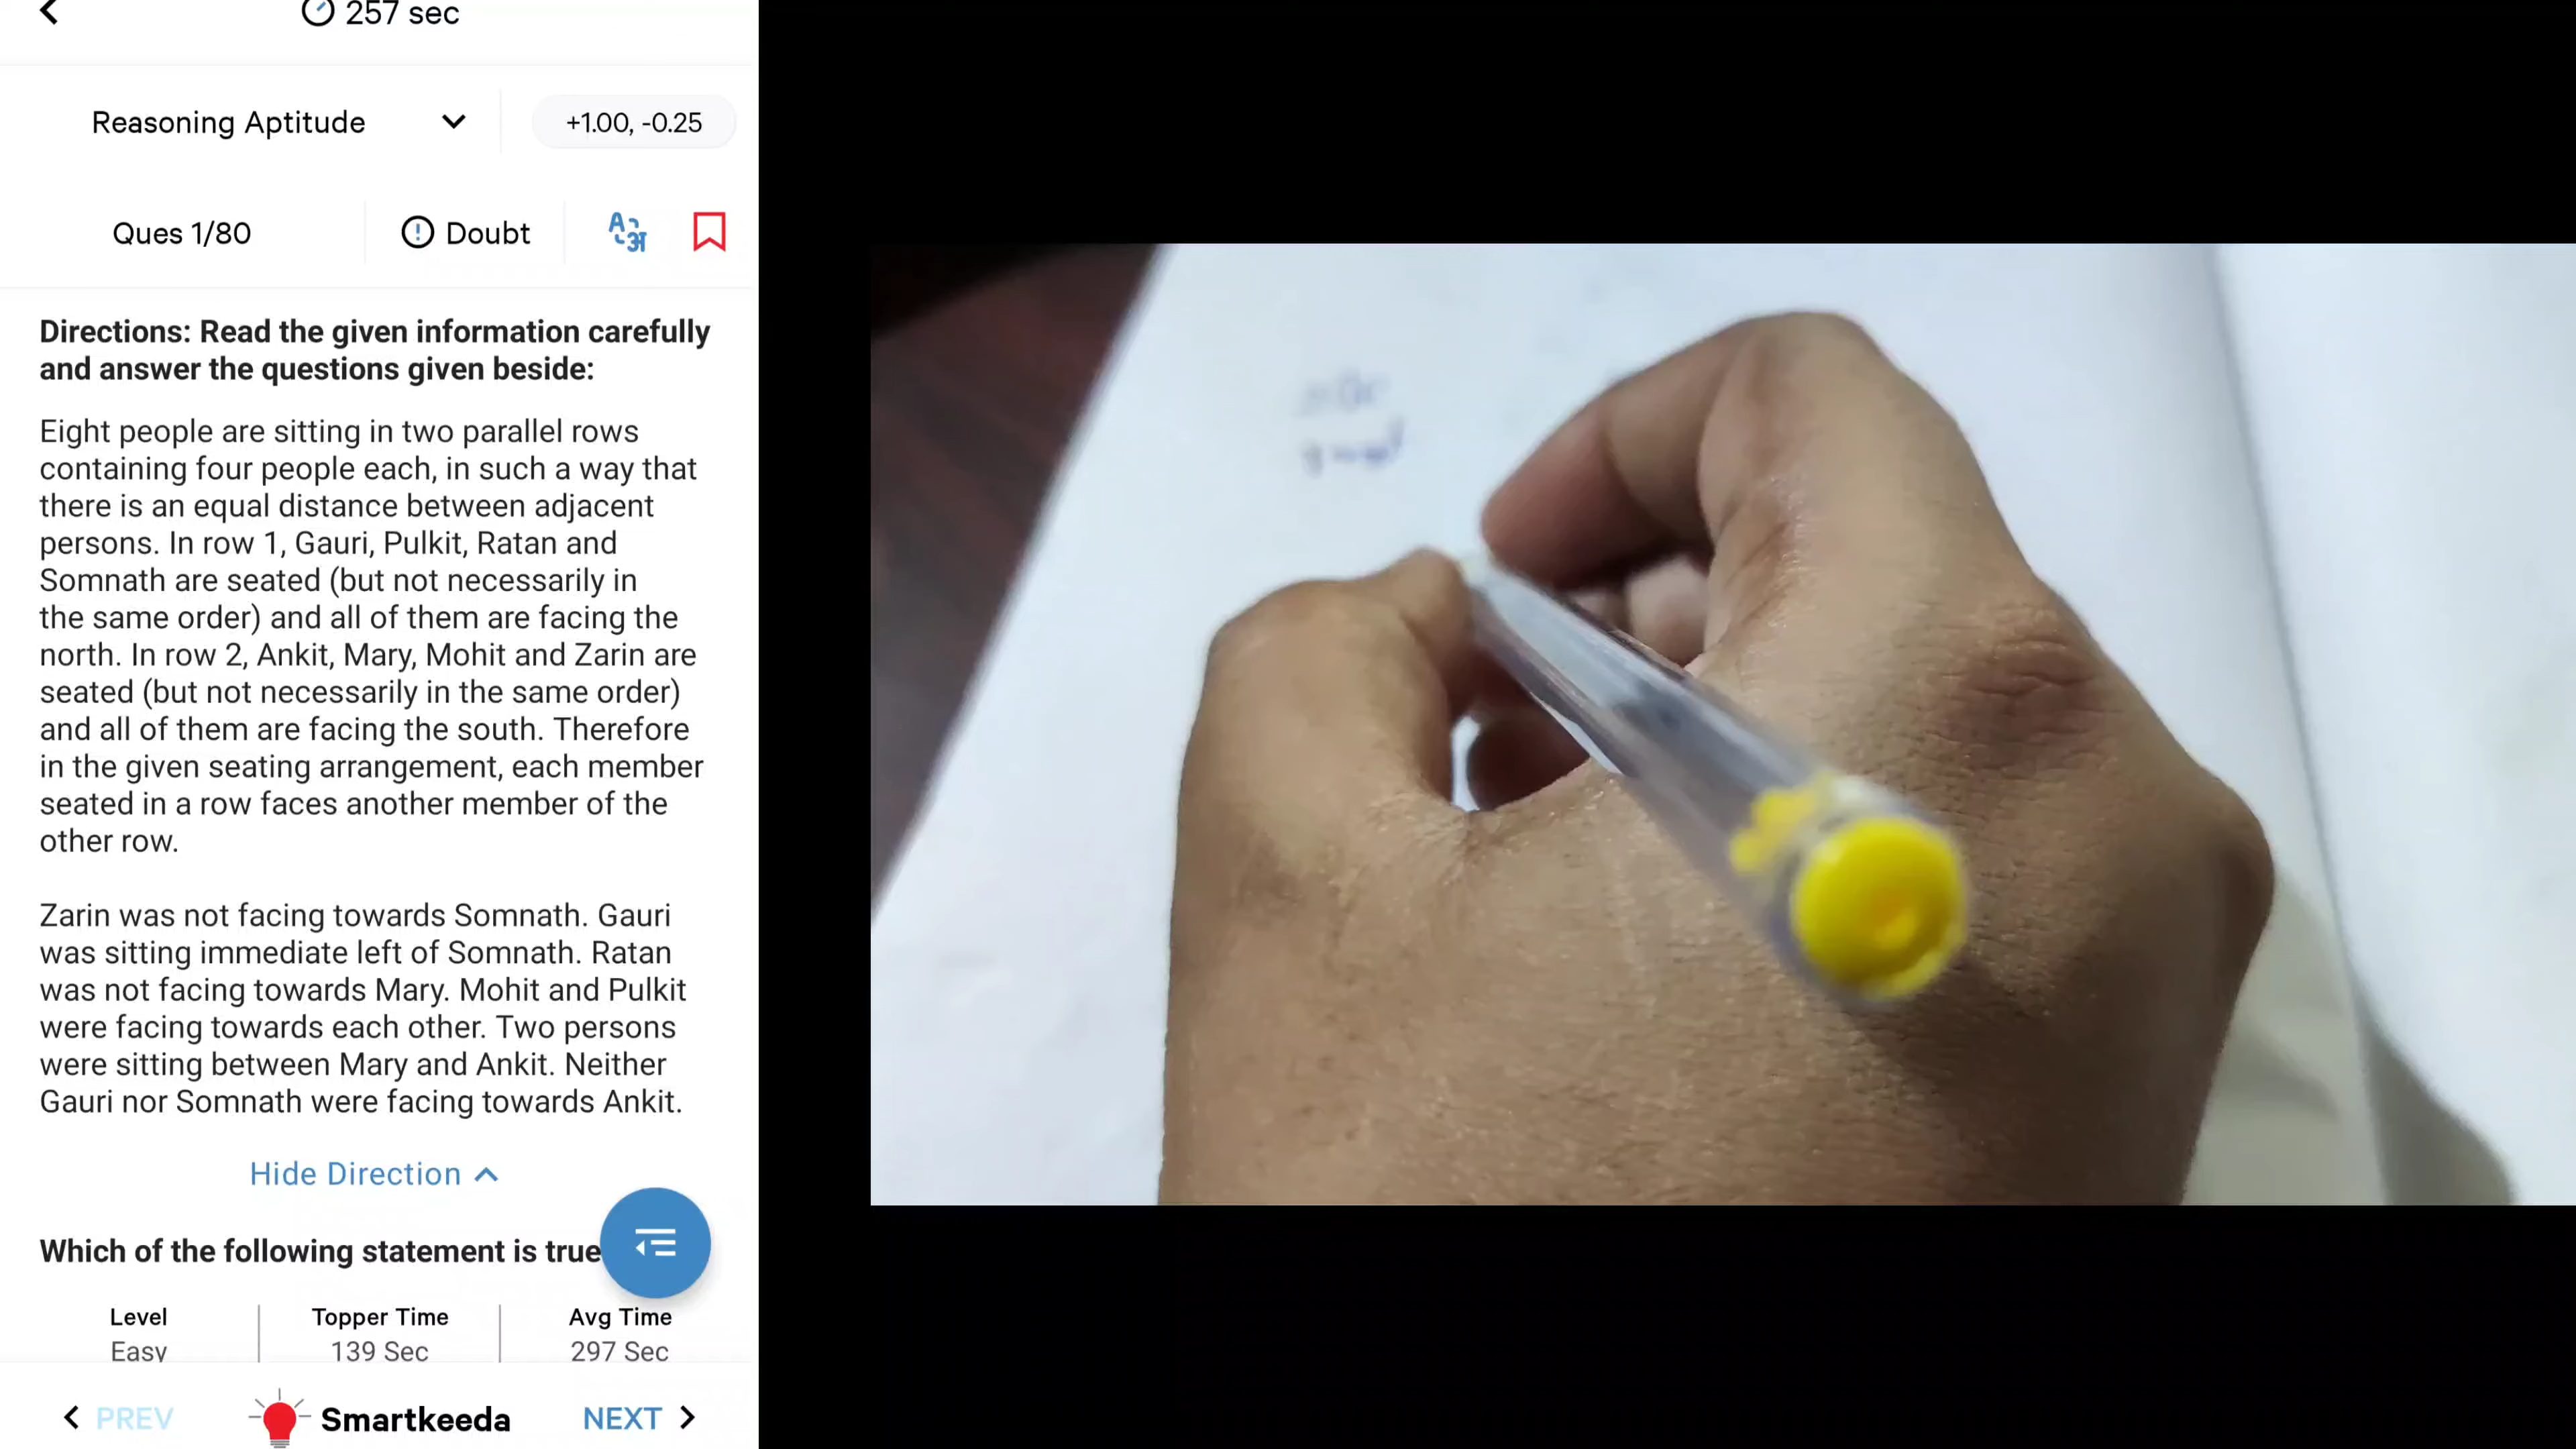 257 sec
Reasoning Aptitude
+1.00, -0.25
Ques 1/80
Doubt
A अ
Directions: Read the given information carefully
and answer the questions given beside:
Eight people are sitting in two parallel rows
containing four people each, in such a way that
there is an equal distance between adjacent
persons. In row 1, Gauri, Pulkit, Ratan and
Somnath are seated (but not necessarily in
the same order) and all of them are facing the
north. In row 2, Ankit, Mary, Mohit and Zarin are
seated (but not necessarily in the same order)
and all of them are facing the south. Therefore
in the given seating arrangement, each member
seated in a row faces another member of the
other row.
Zarin was not facing towards Somnath. Gauri
was sitting immediate left of Somnath. Ratan
was not facing towards Mary. Mohit and Pulkit
were facing towards each other. Two persons
were sitting between Mary and Ankit. Neither
Gauri nor Somnath were facing towards Ankit.
Hide Direction
Which of the following statement is true
Level
Topper Time
Avg Time
Easy
139 Sec
297 Sec
PREV
Smartkeeda
NEXT